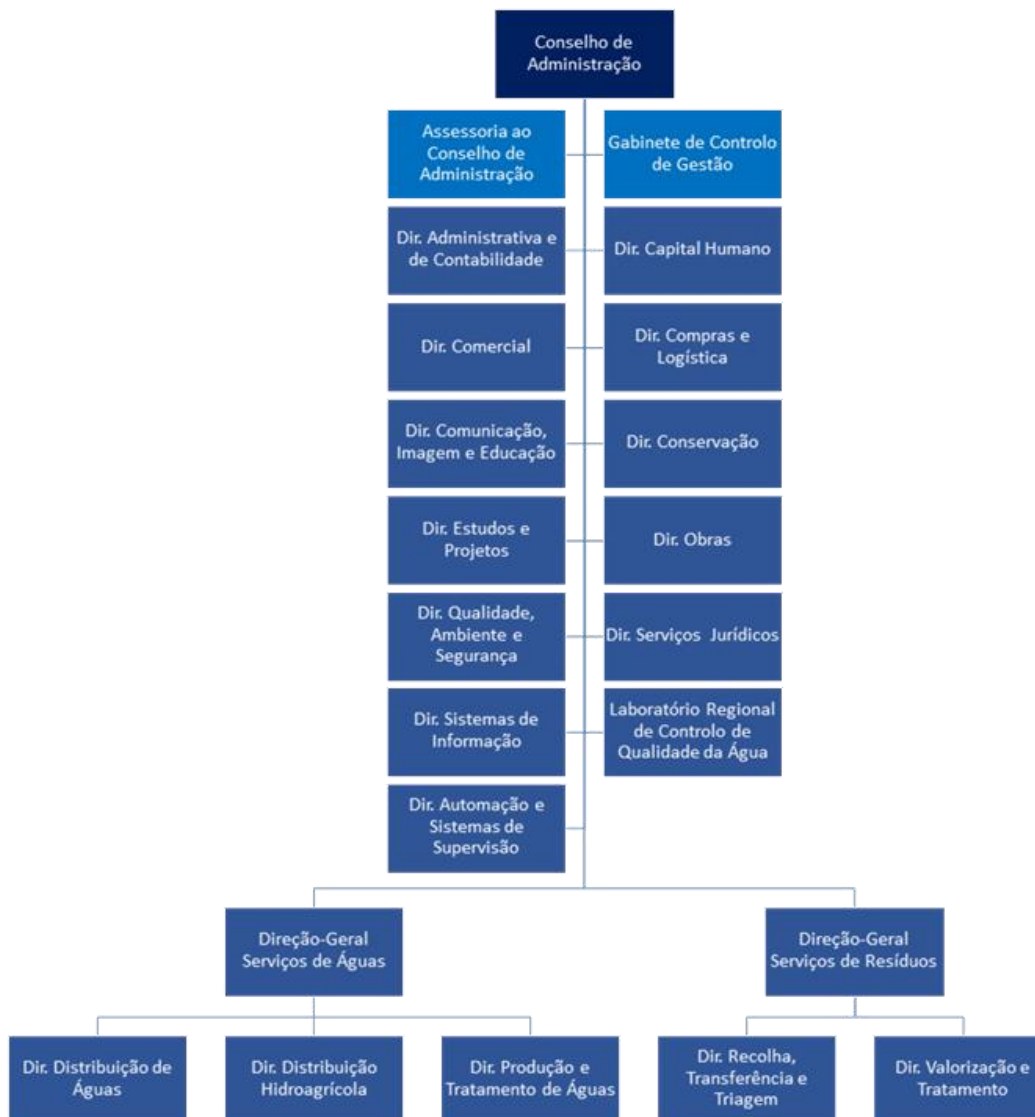 Conselho de
Administração
Assessoria ao
Conselho de
Administração
Gabinete de Controlo
de Gestão
Dir. Administrativa e
de Contabilidade
Dir. Capital Humano
Dir. Comercial
Dir. Compras e
Logística
Dir. Comunicação,
Imagem e Educação
Dir. Conservação
Dir. Estudos e
Projetos
Dir. Obras
Dir. Qualidade,
Ambiente e
Segurança
Dir. Serviços Jurídicos
Dir. Sistemas de
Informação
Laboratório Regional
de Controlo de
Qualidade da Água
Dir. Automação e
Sistemas de
Supervisão
Direção-Geral
Serviços de Águas
Direção-Geral
Serviços de Resíduos
Dir. Distribuição de
Águas
Dir. Distribuição
Hidroagrícola
Dir. Produção e
Tratamento de Águas
Dir. Recolha,
Transferência e
Triagem
Dir. Valorização e
Tratamento